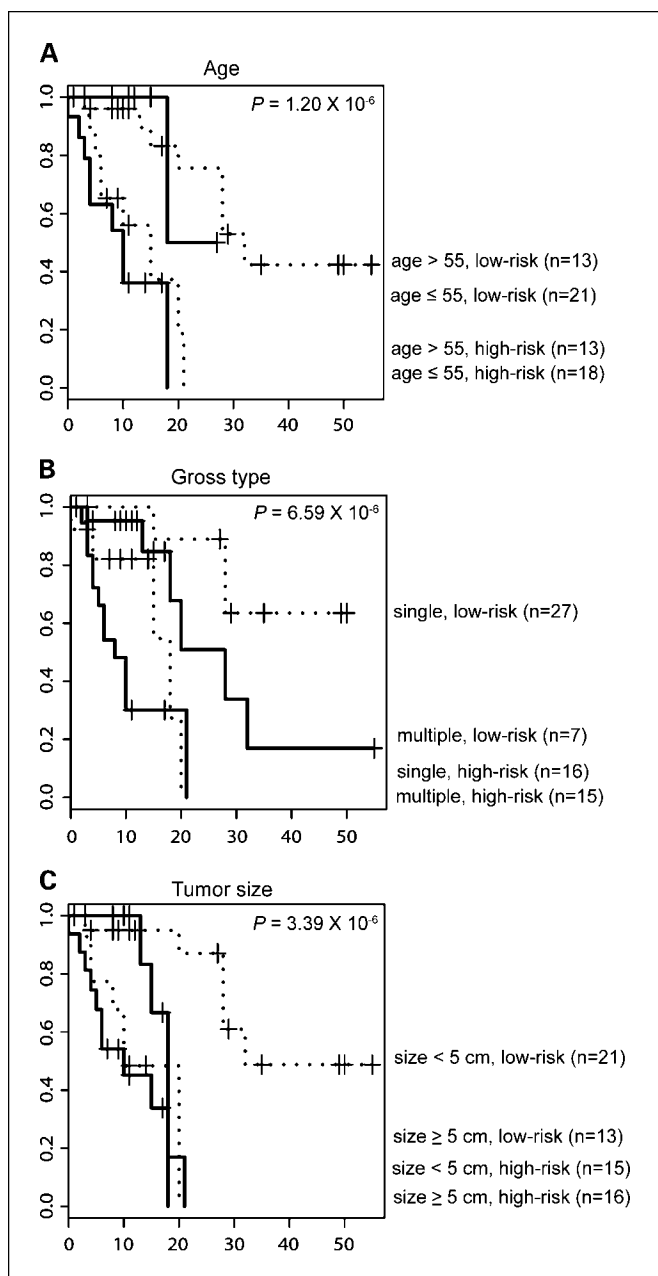 A
Age
P = 1.20 X 10-6
1.0
0.8
0.6
0.4
0.2
0.0
0 10 20 30 40 50
age > 55, low-risk (n=13)
age ≤ 55, low-risk (n=21)
age > 55, high-risk (n=13)
age ≤ 55, high-risk (n=18)
B
Gross type
P = 6.59 X 10-6
1.0
0.8
0.6
0.4
0.2
0.0
0 10 20 30 40 50
single, low-risk (n=27)
multiple, low-risk (n=7)
single, high-risk (n=16)
multiple, high-risk (n=15)
C
Tumor size
P = 3.39 X 10-6
1.0
0.8
0.6
0.4
0.2
0.0
0 10 20 30 40 50
size < 5 cm, low-risk (n=21)
size ≥ 5 cm, low-risk (n=13)
size < 5 cm, high-risk (n=15)
size ≥ 5 cm, high-risk (n=16)